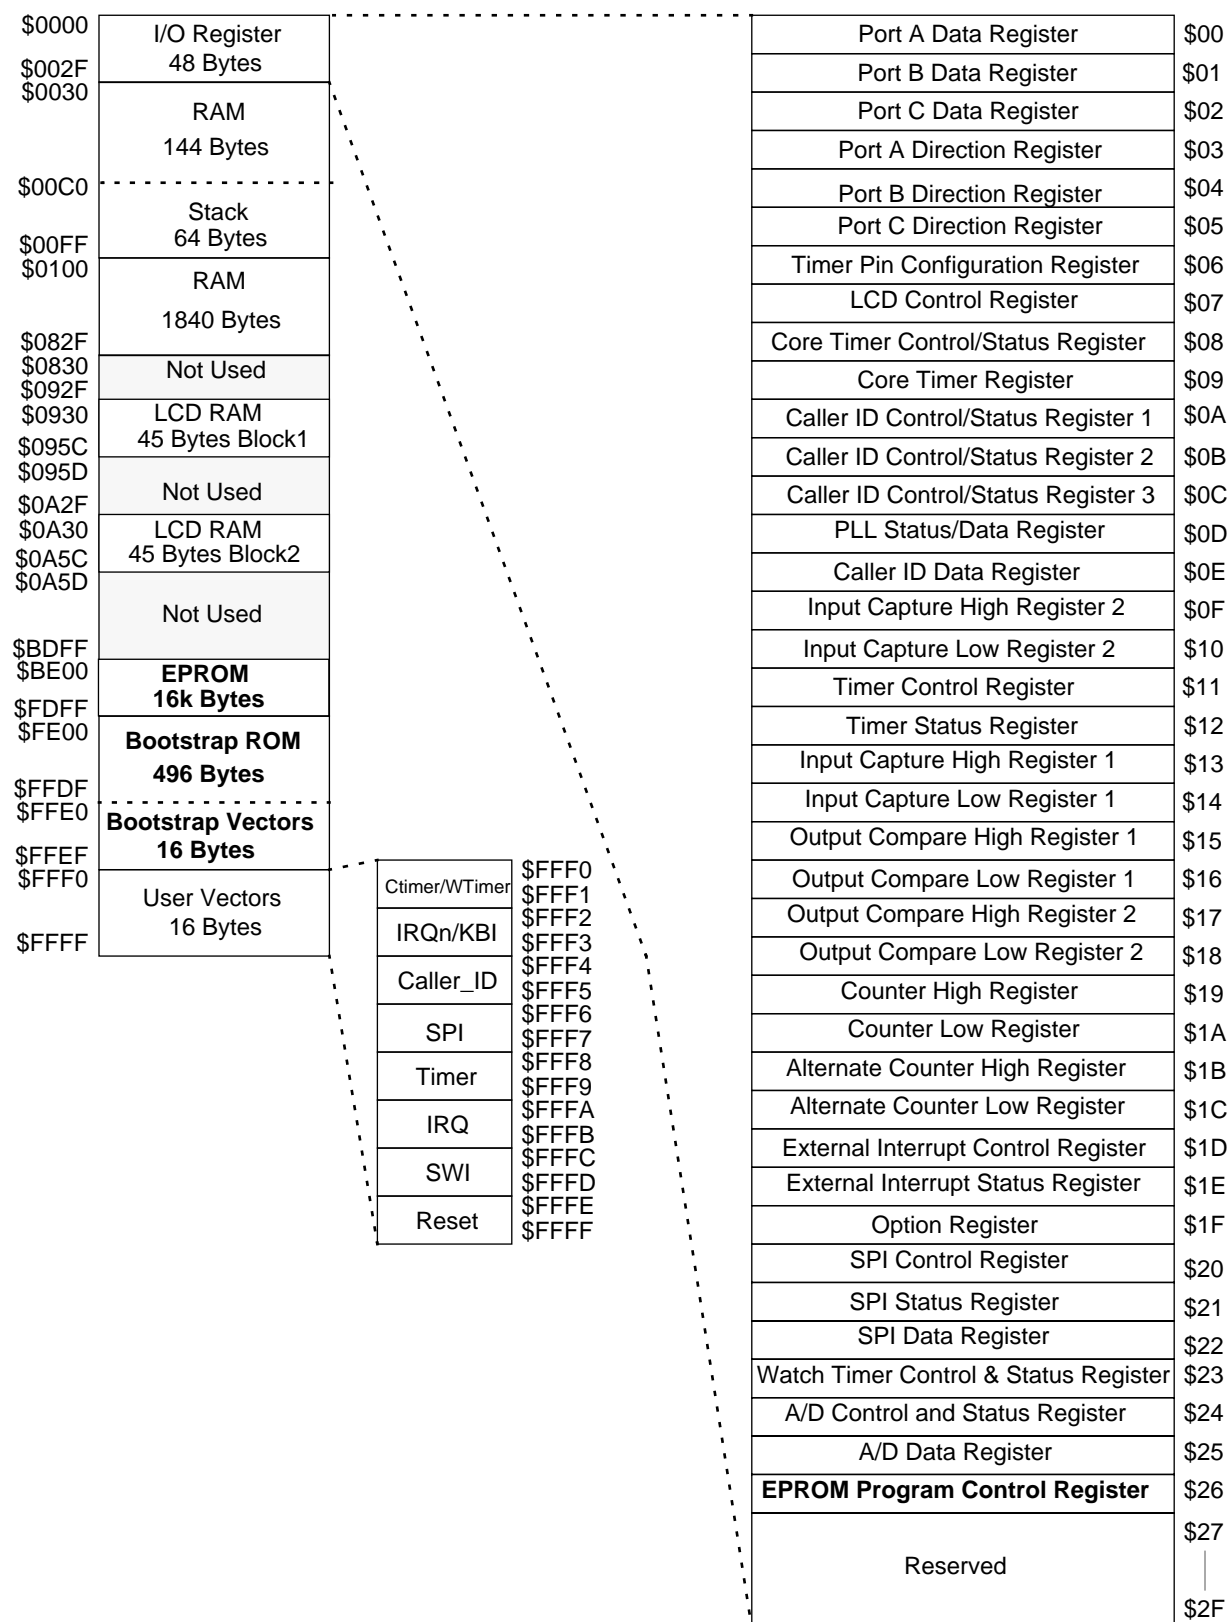 $0000
I/O Register
48 Bytes
$002F
$0030
RAM
144 Bytes
$00C0
Stack
64 Bytes
$00FF
$0100
RAM
1840 Bytes
$082F
$0830
Not Used
$092F
$0930
LCD RAM
45 Bytes Block1
$095C
$095D
Not Used
$0A2F
$0A30
LCD RAM
45 Bytes Block2
$0A5C
$0A5D
Not Used
$BDFF
$BE00
EPROM
16k Bytes
$FDFF
$FE00
Bootstrap ROM
496 Bytes
$FFDF
$FFE0
Bootstrap Vectors
16 Bytes
$FFEF
$FFF0
User Vectors
16 Bytes
$FFFF
Ctimer/WTimer
$FFF0
$FFF1
IRQn/KBI
$FFF2
$FFF3
Caller_ID
$FFF4
$FFF5
SPI
$FFF6
$FFF7
Timer
$FFF8
$FFF9
IRQ
$FFFA
$FFFB
SWI
$FFFC
$FFFD
Reset
$FFFE
$FFFF
Port A Data Register $00
Port B Data Register $01
Port C Data Register $02
Port A Direction Register $03
Port B Direction Register $04
Port C Direction Register $05
Timer Pin Configuration Register $06
LCD Control Register $07
Core Timer Control/Status Register $08
Core Timer Register $09
Caller ID Control/Status Register 1 $0A
Caller ID Control/Status Register 2 $0B
Caller ID Control/Status Register 3 $0C
PLL Status/Data Register $0D
Caller ID Data Register $0E
Input Capture High Register 2 $0F
Input Capture Low Register 2 $10
Timer Control Register $11
Timer Status Register $12
Input Capture High Register 1 $13
Input Capture Low Register 1 $14
Output Compare High Register 1 $15
Output Compare Low Register 1 $16
Output Compare High Register 2 $17
Output Compare Low Register 2 $18
Counter High Register $19
Counter Low Register $1A
Alternate Counter High Register $1B
Alternate Counter Low Register $1C
External Interrupt Control Register $1D
External Interrupt Status Register $1E
Option Register $1F
SPI Control Register $20
SPI Status Register $21
SPI Data Register $22
Watch Timer Control & Status Register $23
A/D Control and Status Register $24
A/D Data Register $25
EPROM Program Control Register $26
$27
Reserved
$2F